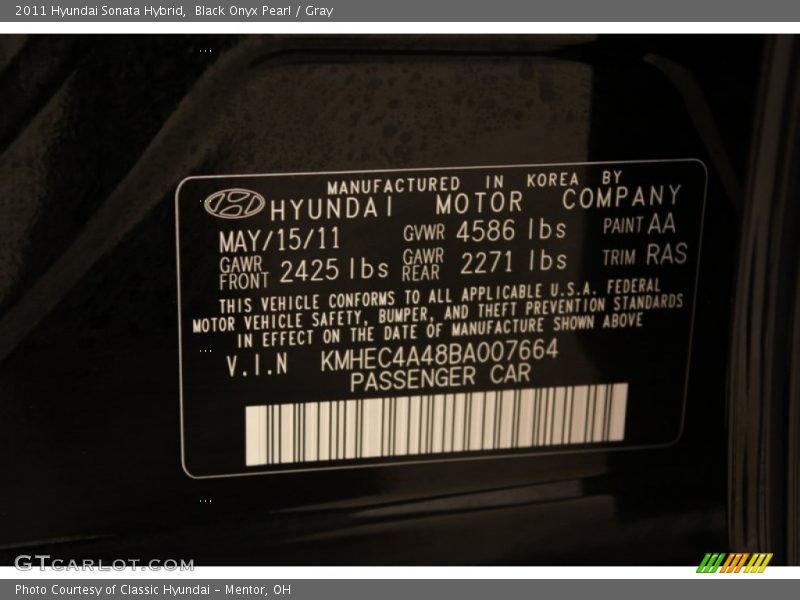 2011 Hyundai Sonata Hybrid, Black Onyx Pearl / Gray
MANUFACTURED IN KOREA BY
HYUNDAI MOTOR COMPANY
MAY/15/11 GVWR 4586 lbs PAINT AA
GAWR FRONT 2425 lbs GAWR REAR 2271 lbs TRIM RAS
THIS VEHICLE CONFORMS TO ALL APPLICABLE U.S.A. FEDERAL
MOTOR VEHICLE SAFETY, BUMPER, AND THEFT PREVENTION STANDARDS
IN EFFECT ON THE DATE OF MANUFACTURE SHOWN ABOVE
V.I.N KMHEC4A48BA007664
PASSENGER CAR
GTCARLOT.COM
Photo Courtesy of Classic Hyundai - Mentor, OH